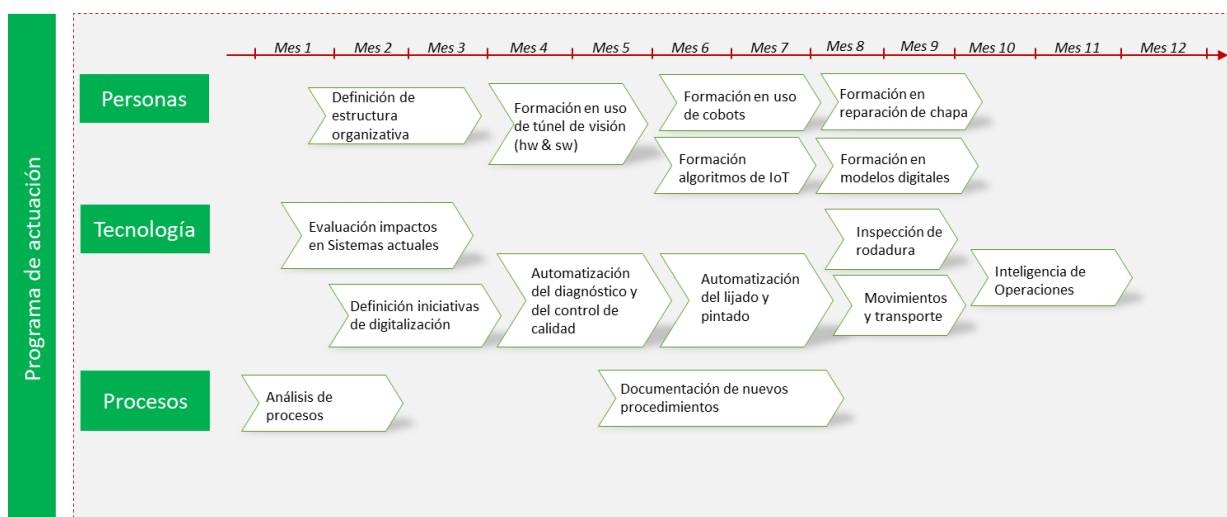 Programa de actuación
Mes 1
Mes 2
Mes 3
Mes 4
Mes 5
Mes 6
Mes 7
Mes 8
Mes 9
Mes 10
Mes 11
Mes 12
Personas
Definición de
estructura
organizativa
Formación en uso
de túnel de visión
(hw & sw)
Formación en uso
de cobots
Formación en
reparación de chapa
Formación
algoritmos de IoT
Formación en
modelos digitales
Tecnología
Evaluación impactos
en Sistemas actuales
Definición iniciativas
de digitalización
Automatización
del diagnóstico y
del control de
calidad
Automatización
del lijado y
pintado
Inspección de
rodadura
Movimientos
y transporte
Inteligencia de
Operaciones
Procesos
Análisis de
procesos
Documentación de nuevos
procedimientos